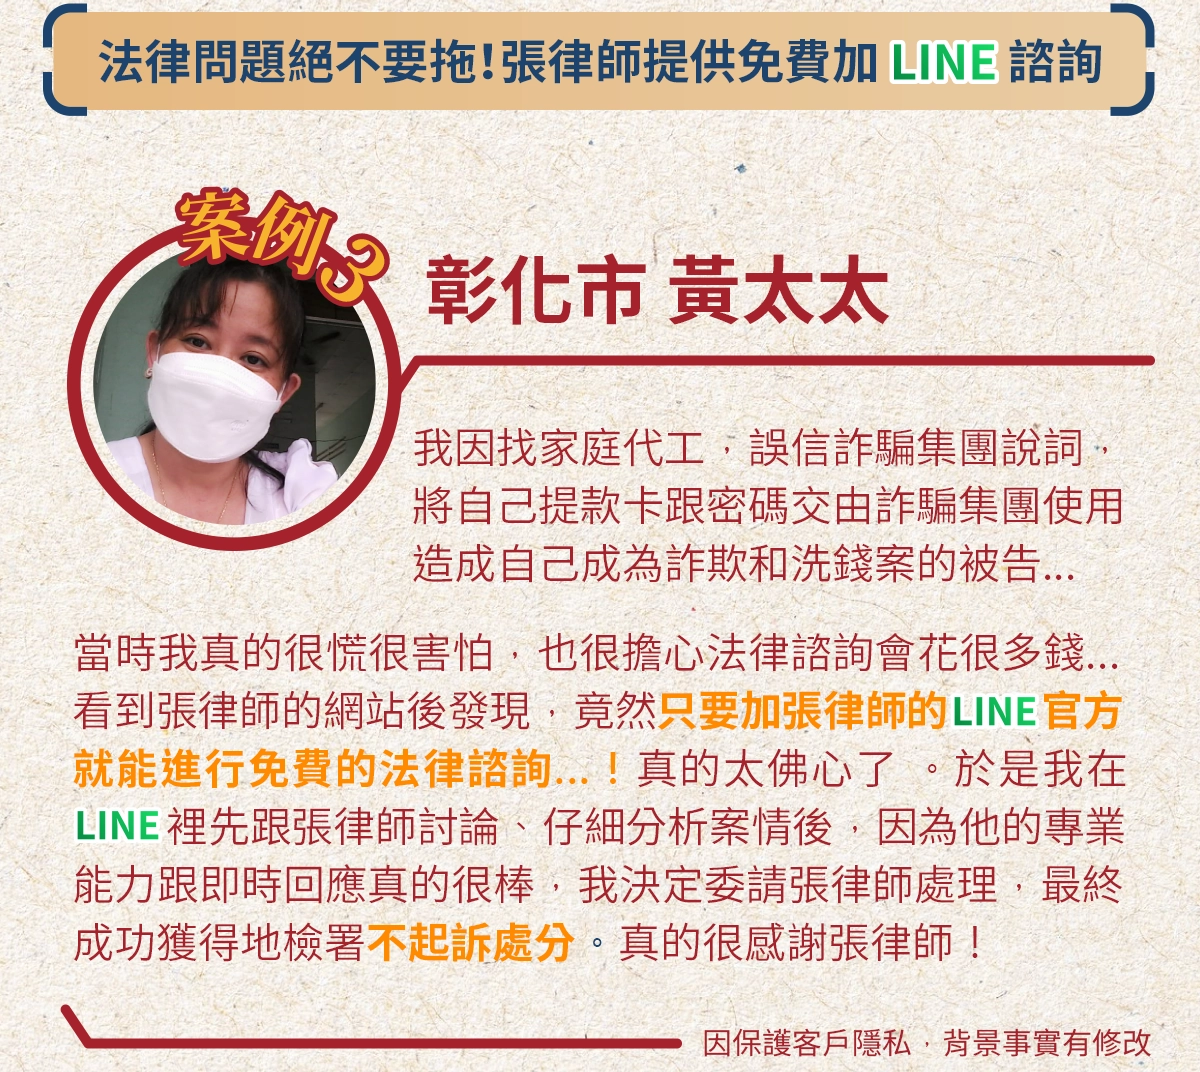 法律問題絕不要拖!張律師提供免費加 LINE 諮詢
案例3
彰化市 黃太太
我因找家庭代工，誤信詐騙集團說詞，
將自己提款卡跟密碼交由詐騙集團使用
造成自己成為詐欺和洗錢案的被告...
當時我真的很慌很害怕，也很擔心法律諮詢會花很多錢...
看到張律師的網站後發現，竟然只要加張律師的LINE官方
就能進行免費的法律諮詢...！真的太佛心了 。於是我在
LINE 裡先跟張律師討論、仔細分析案情後，因為他的專業
能力跟即時回應真的很棒，我決定委請張律師處理，最終
成功獲得地檢署不起訴處分。真的很感謝張律師！
因保護客戶隱私，背景事實有修改